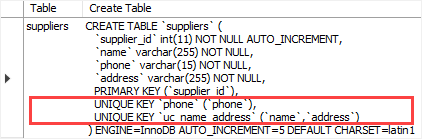 Table Create Table
suppliers CREATE TABLE `suppliers` (
`supplier_id` int(11) NOT NULL AUTO_INCREMENT,
`name` varchar(255) NOT NULL,
`phone` varchar(15) NOT NULL,
`address` varchar(255) NOT NULL,
PRIMARY KEY (`supplier_id`),
UNIQUE KEY `phone` (`phone`),
UNIQUE KEY `uc_name_address` (`name`,`address`)
) ENGINE=InnoDB AUTO_INCREMENT=5 DEFAULT CHARSET=latin1